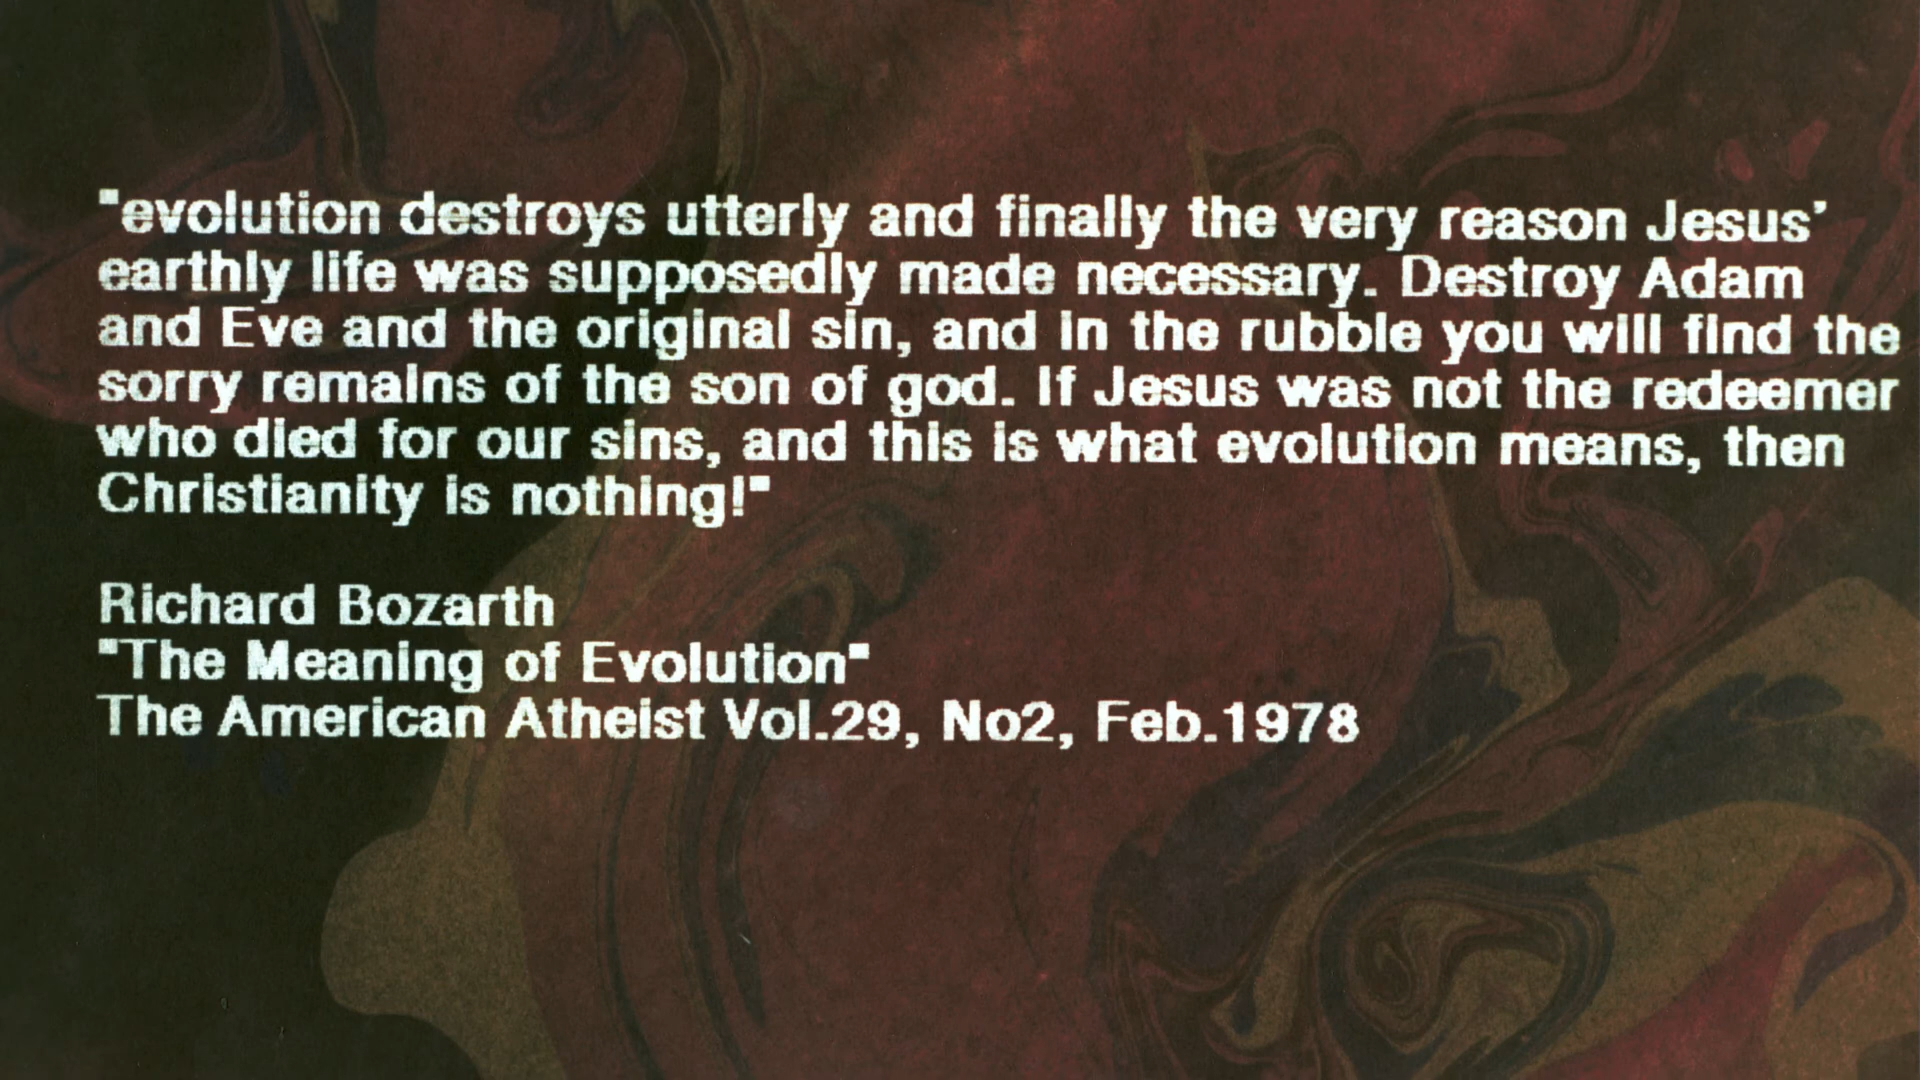 "evolution destroys utterly and finally the very reason Jesus'
earthly life was supposedly made necessary. Destroy Adam
and Eve and the original sin, and in the rubble you will find the
sorry remains of the son of god. If Jesus was not the redeemer
who died for our sins, and this is what evolution means, then
Christianity is nothing!"
Richard Bozarth
"The Meaning of Evolution"
The American Atheist Vol.29, No2, Feb.1978